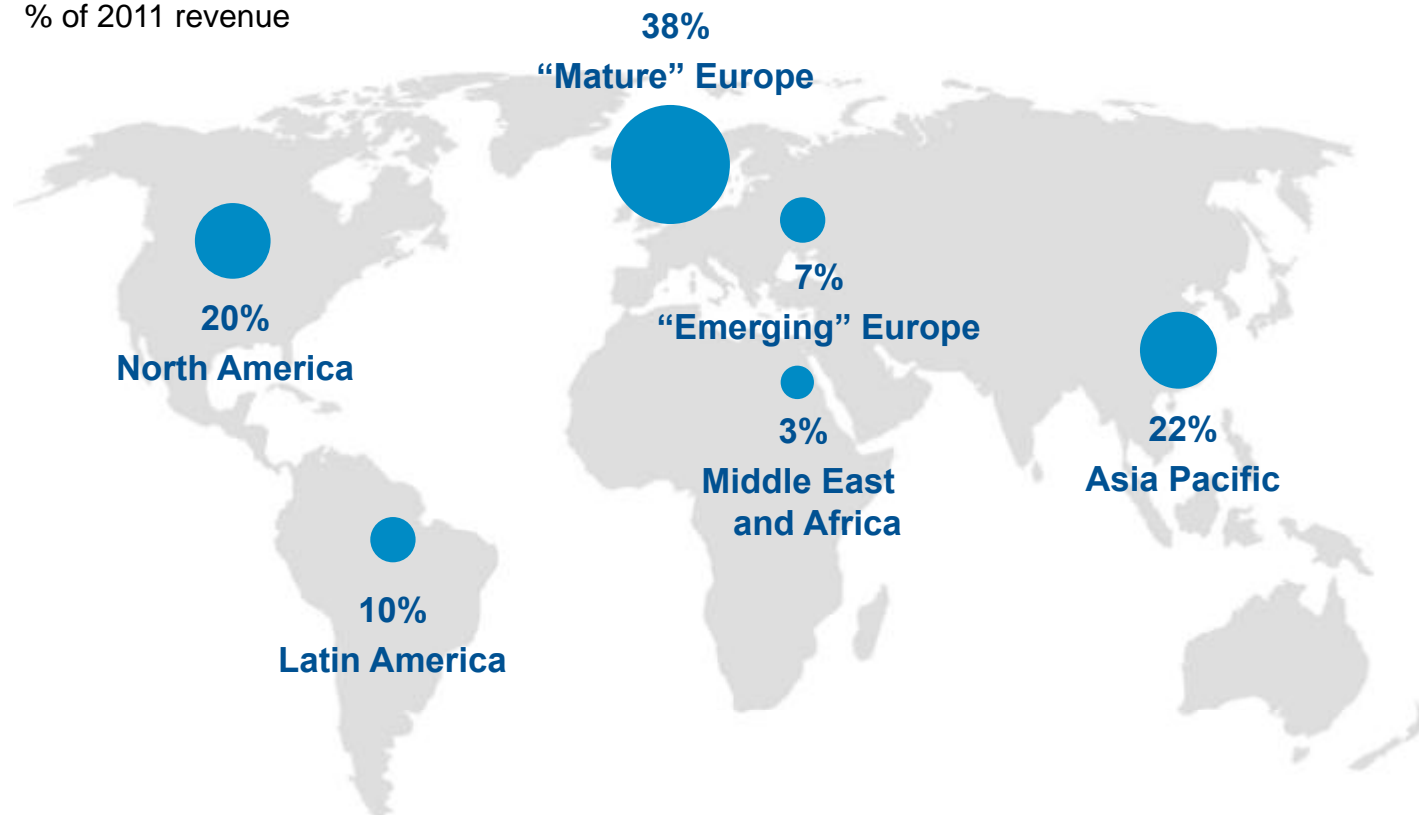 % of 2011 revenue
38%
“Mature” Europe
7%
“Emerging” Europe
20%
North America
3%
Middle East
and Africa
22%
Asia Pacific
10%
Latin America